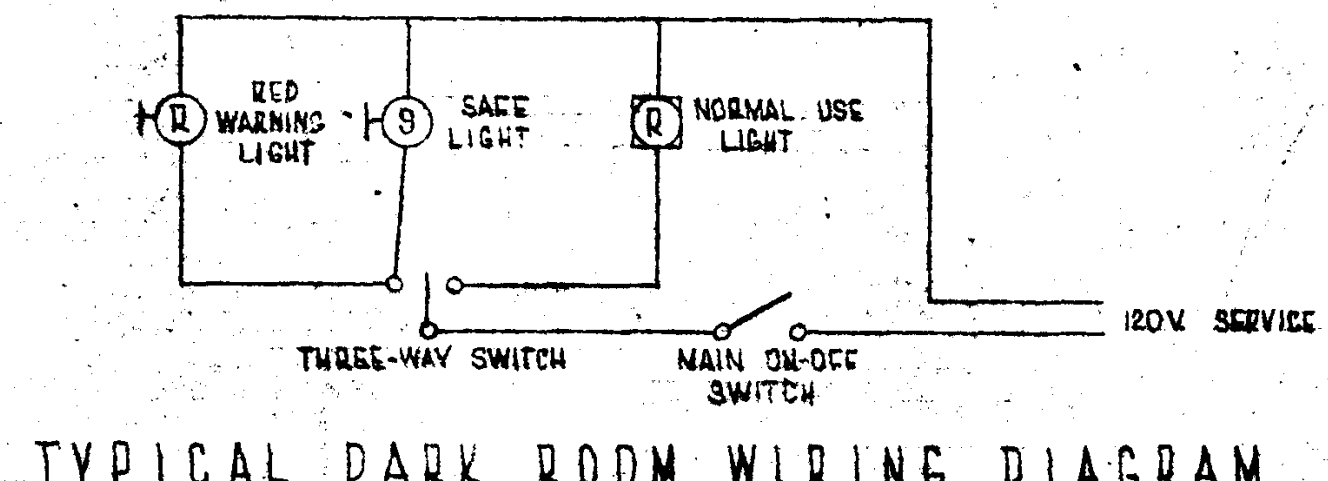 R
RED
WARNING
LIGHT
S
SAFE
LIGHT
R
NORMAL USE
LIGHT
120V. SERVICE
THREE-WAY SWITCH
MAIN ON-OFF
SWITCH
TYPICAL DARK ROOM WIRING DIAGRAM